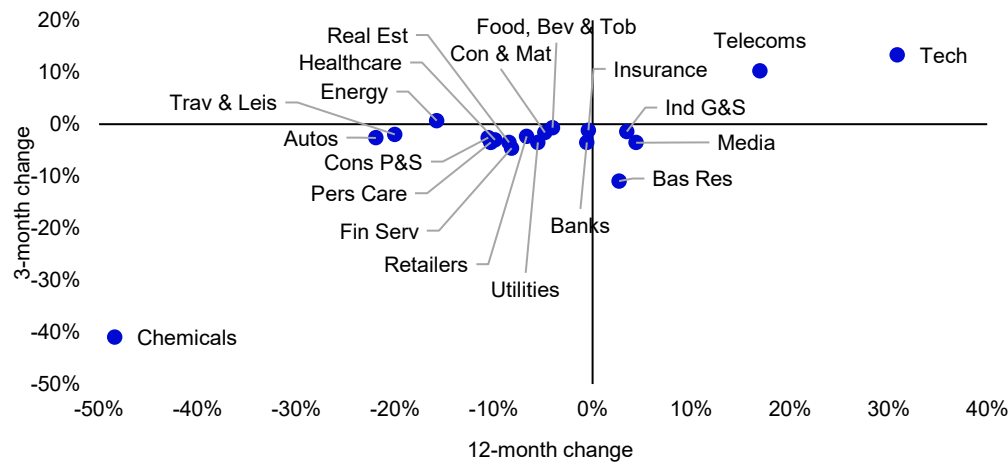 20%
10%
0%
-10%
-20%
-30%
-40%
-50%
3-month change
Food, Bev & Tob
Real Est
Con & Mat
Telecoms
Tech
Healthcare
Insurance
Energy
Trav & Leis
Ind G&S
Autos
Media
Cons P&S
Bas Res
Pers Care
Fin Serv
Banks
Retailers
Utilities
Chemicals
-50%
-40%
-30%
-20%
-10%
0%
10%
20%
30%
40%
12-month change